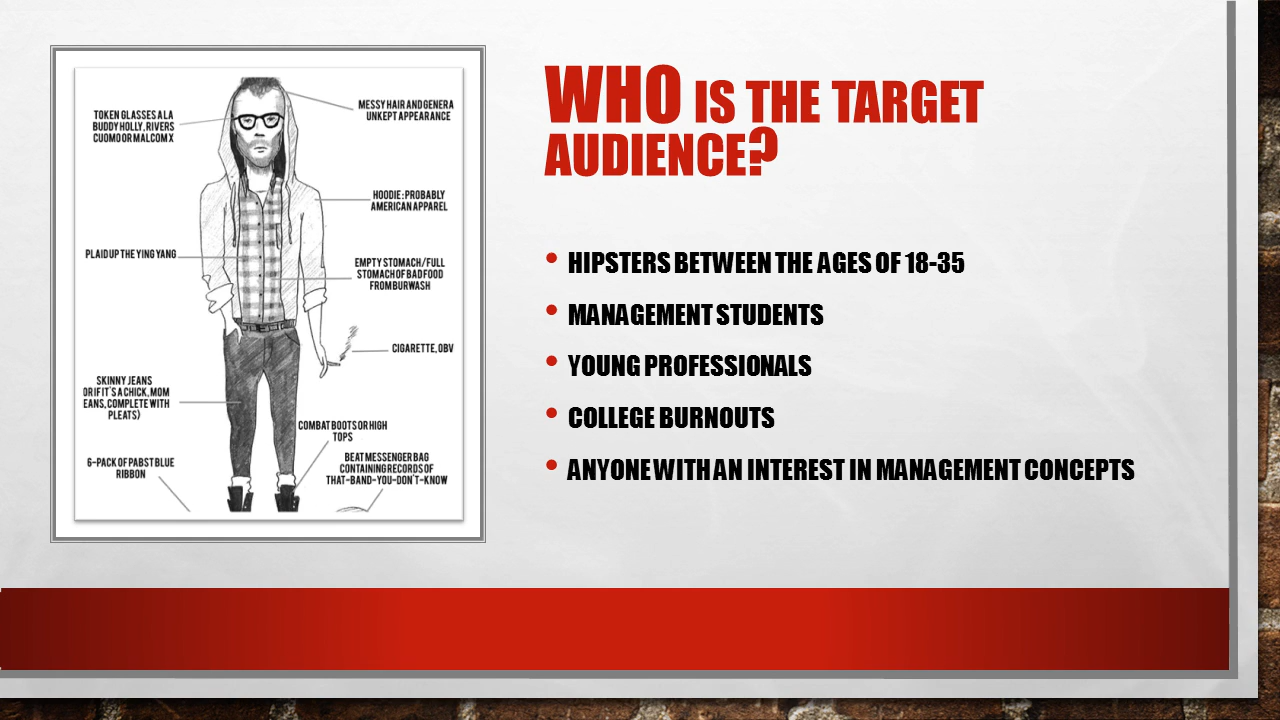 WHO IS THE TARGET
AUDIENCE?
TOKEN GLASSES A LA
BUDDY HOLLY, RIVERS
CUOMO OR MALCOM X
MESSY HAIR AND GENERA
UNKEPT APPEARANCE
HOODIE: PROBABLY
AMERICAN APPAREL
PLAID UP THE YING YANG
EMPTY STOMACH/FULL
STOMACH OF BAD FOOD
FROM BURWASH
CIGARETTE, OBV
SKINNY JEANS
OR IF IT'S A CHICK, MOM
EANS, COMPLETE WITH
PLEATS)
COMBAT BOOTS OR HIGH
TOPS
6-PACK OF PABST BLUE
RIBBON
BEAT MESSENGER BAG
CONTAINING RECORDS OF
THAT-BAND-YOU-DON'T-KNOW
• HIPSTERS BETWEEN THE AGES OF 18-35
• MANAGEMENT STUDENTS
• YOUNG PROFESSIONALS
• COLLEGE BURNOUTS
• ANYONE WITH AN INTEREST IN MANAGEMENT CONCEPTS